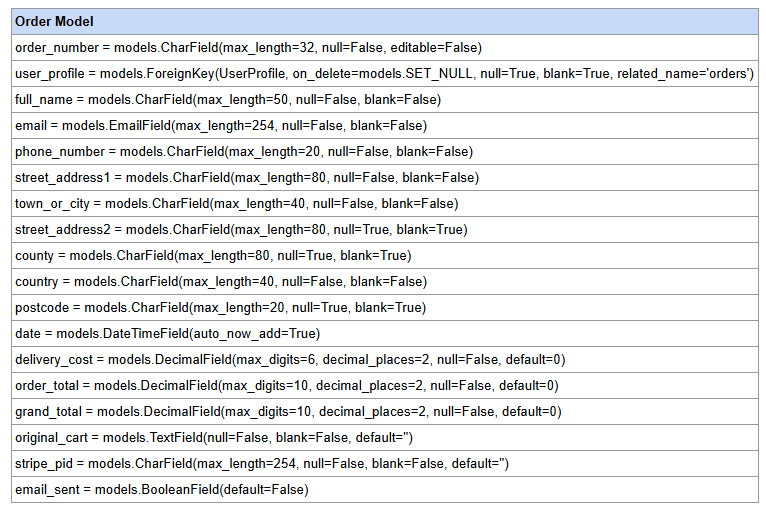 Order Model
order_number = models.CharField(max_length=32, null=False, editable=False)
user_profile = models.ForeignKey(UserProfile, on_delete=models.SET_NULL, null=True, blank=True, related_name='orders')
full_name = models.CharField(max_length=50, null=False, blank=False)
email = models.EmailField(max_length=254, null=False, blank=False)
phone_number = models.CharField(max_length=20, null=False, blank=False)
street_address1 = models.CharField(max_length=80, null=False, blank=False)
town_or_city = models.CharField(max_length=40, null=False, blank=False)
street_address2 = models.CharField(max_length=80, null=True, blank=True)
county = models.CharField(max_length=80, null=True, blank=True)
country = models.CharField(max_length=40, null=False, blank=False)
postcode = models.CharField(max_length=20, null=True, blank=True)
date = models.DateTimeField(auto_now_add=True)
delivery_cost = models.DecimalField(max_digits=6, decimal_places=2, null=False, default=0)
order_total = models.DecimalField(max_digits=10, decimal_places=2, null=False, default=0)
grand_total = models.DecimalField(max_digits=10, decimal_places=2, null=False, default=0)
original_cart = models.TextField(null=False, blank=False, default='')
stripe_pid = models.CharField(max_length=254, null=False, blank=False, default='')
email_sent = models.BooleanField(default=False)